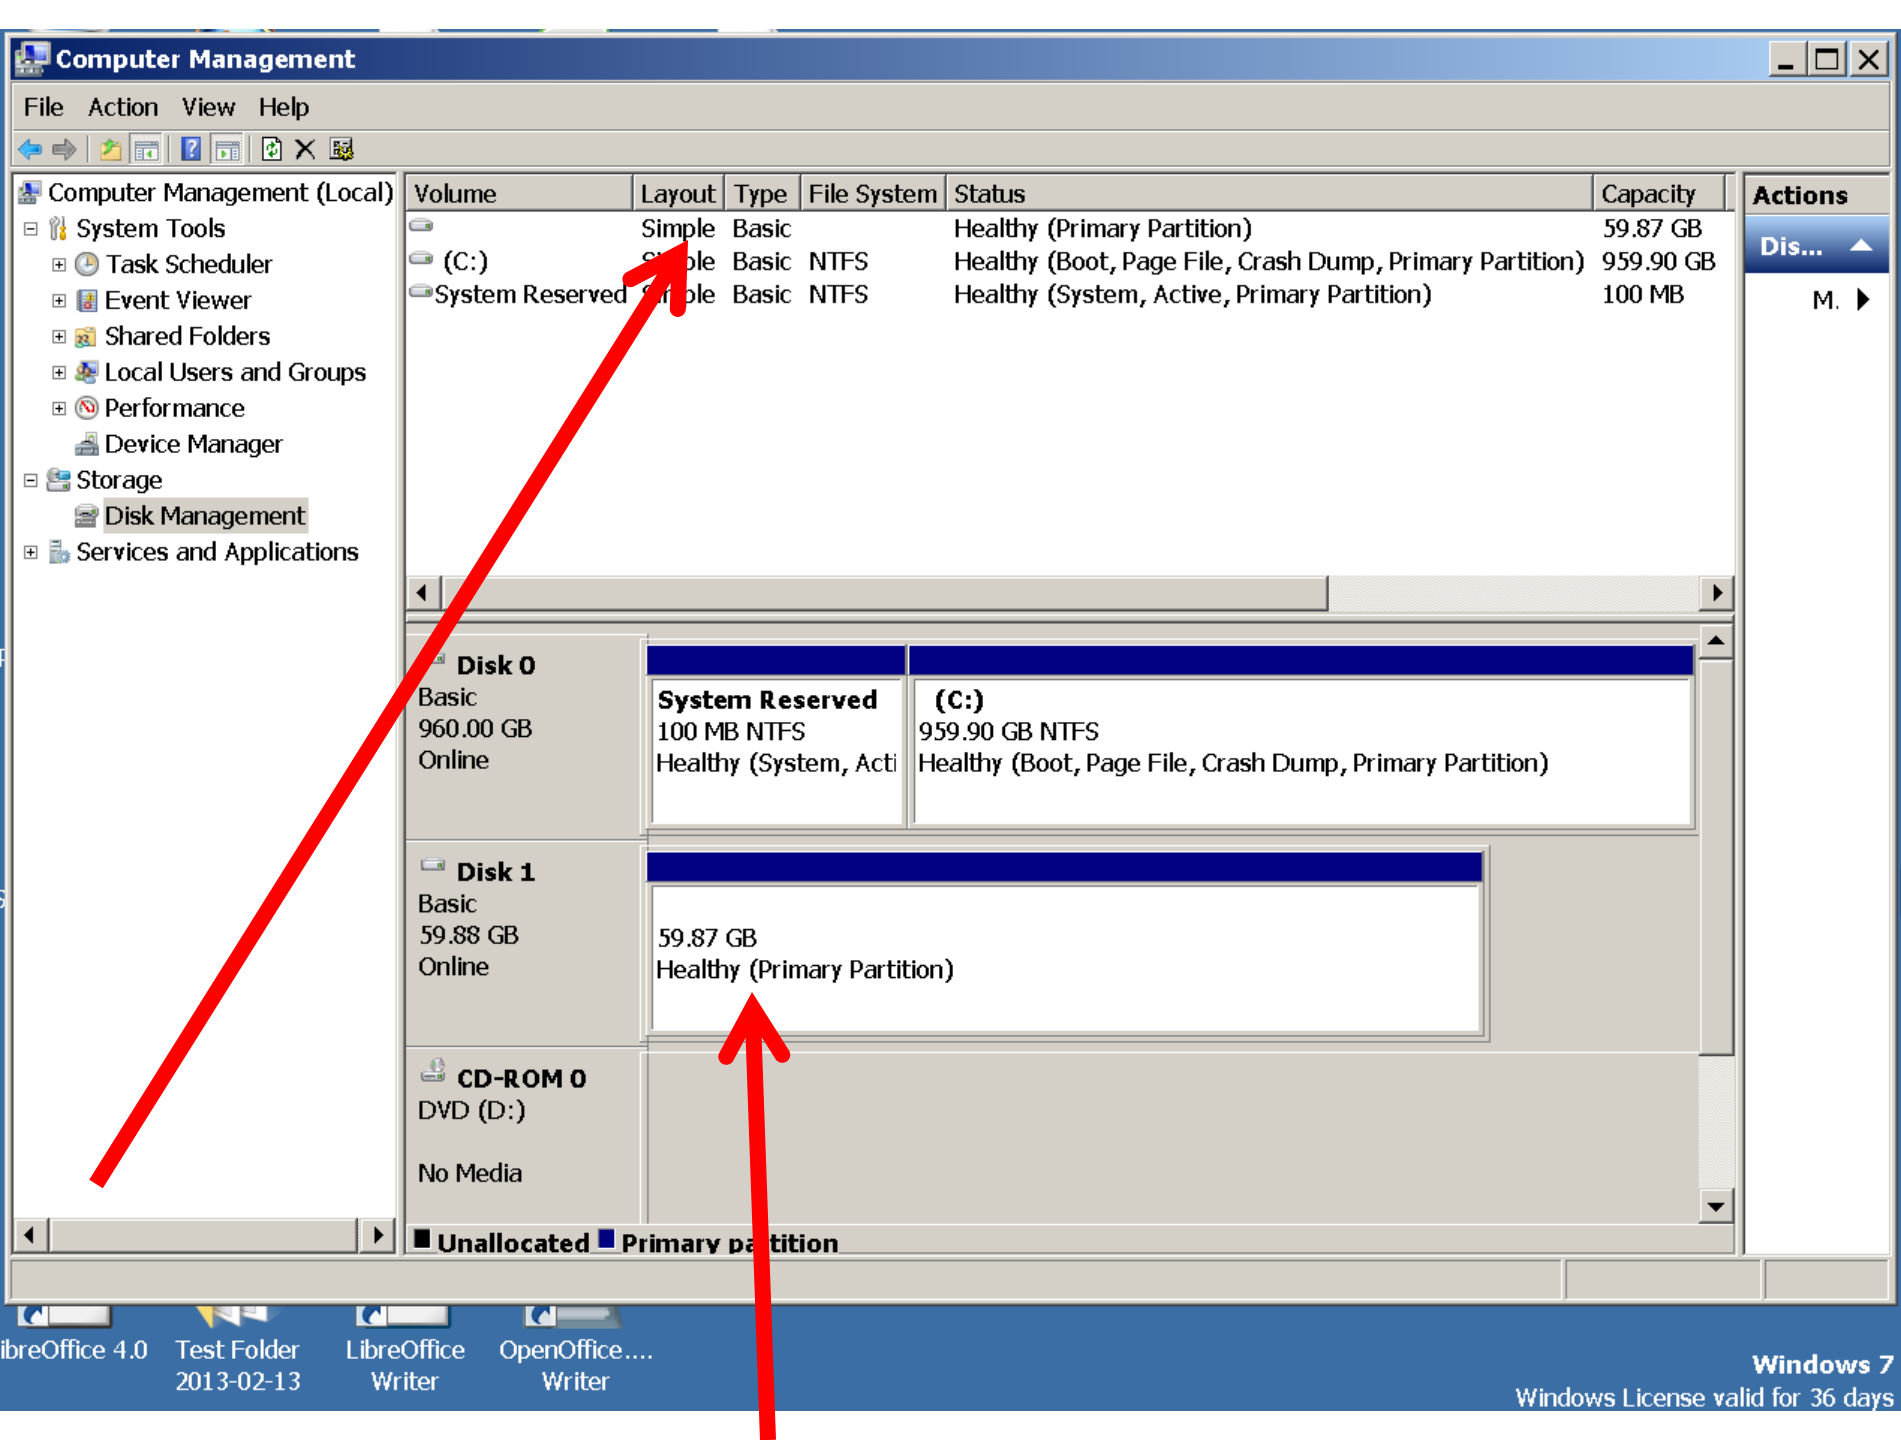 Computer Management
File Action View Help
Computer Management (Local)
System Tools
Task Scheduler
Event Viewer
Shared Folders
Local Users and Groups
Performance
Device Manager
Storage
Disk Management
Services and Applications
Volume Layout Type File System Status Capacity
Simple Basic Healthy (Primary Partition) 59.87 GB
(C:) Basic NTFS Healthy (Boot, Page File, Crash Dump, Primary Partition) 959.90 GB
System Reserved Basic NTFS Healthy (System, Active, Primary Partition) 100 MB
Actions
Dis...
M.
Disk 0
Basic
960.00 GB
Online
System Reserved
100 MB NTFS
Healthy (System, Acti
(C:)
959.90 GB NTFS
Healthy (Boot, Page File, Crash Dump, Primary Partition)
Disk 1
Basic
59.88 GB
Online
59.87 GB
Healthy (Primary Partition)
CD-ROM 0
DVD (D:)
No Media
Unallocated Primary partition
ibreOffice 4.0
Test Folder
2013-02-13
LibreOffice
Writer
OpenOffice....
Writer
Windows 7
Windows License valid for 36 days